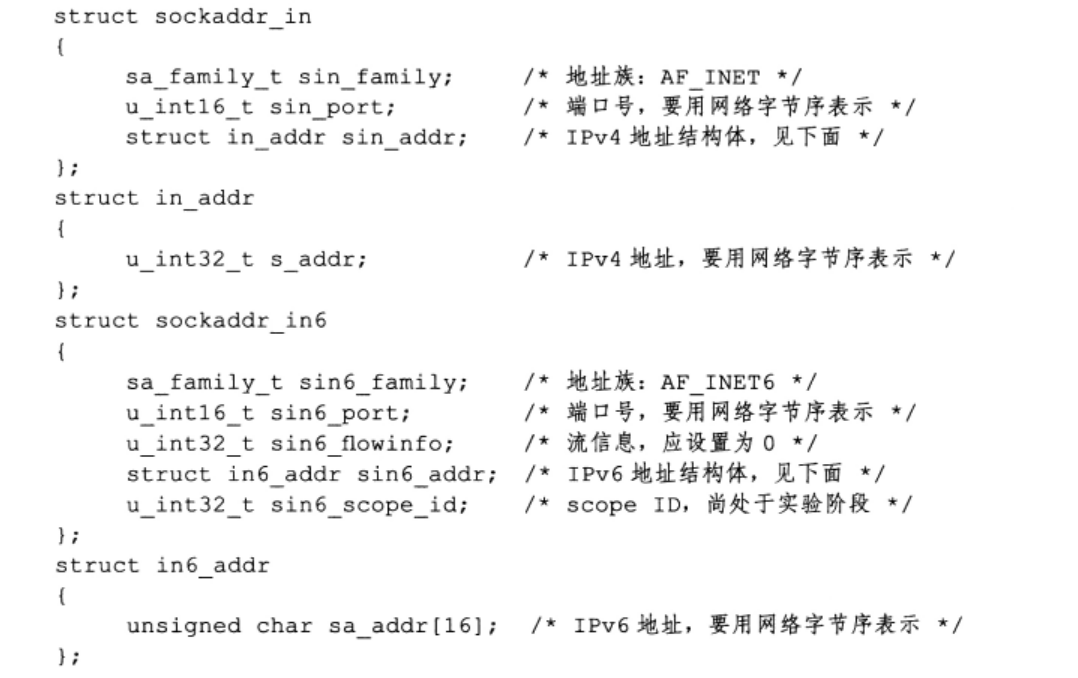 struct sockaddr_in
{
sa_family_t sin_family; /* 地址族：AF_INET */
u_int16_t sin_port; /* 端口号，要用网络字节序表示 */
struct in_addr sin_addr; /* IPv4 地址结构体，见下面 */
};
struct in_addr
{
u_int32_t s_addr; /* IPv4 地址，要用网络字节序表示 */
};
struct sockaddr_in6
{
sa_family_t sin6_family; /* 地址族：AF_INET6 */
u_int16_t sin6_port; /* 端口号，要用网络字节序表示 */
u_int32_t sin6_flowinfo; /* 流信息，应设置为 0 */
struct in6_addr sin6_addr; /* IPv6 地址结构体，见下面 */
u_int32_t sin6_scope_id; /* scope ID，尚处于实验阶段 */
};
struct in6_addr
{
unsigned char sa_addr[16]; /* IPv6 地址，要用网络字节序表示 */
};